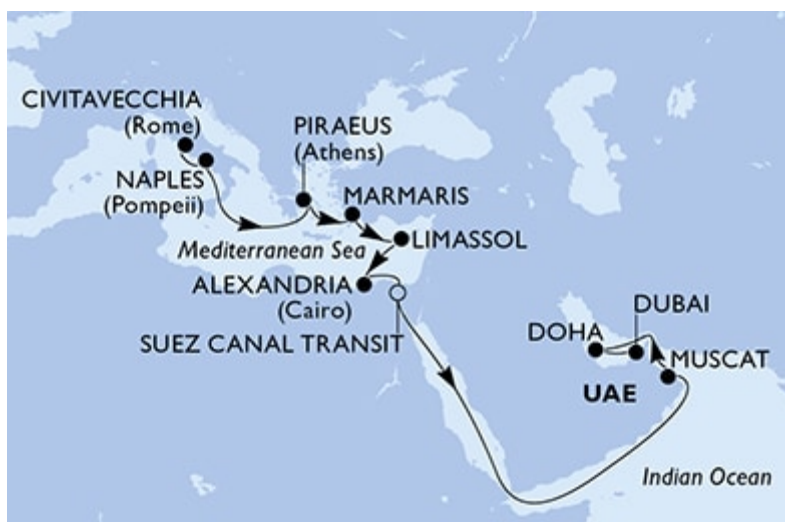 CIVITAVECCHIA
(Rome)
NAPLES
(Pompeii)
PIRAEUS
(Athens)
MARMARIS
Mediterranean Sea
LIMASSOL
ALEXANDRIA
(Cairo)
SUEZ CANAL TRANSIT
DUBAI
DOHA
MUSCAT
UAE
Indian Ocean